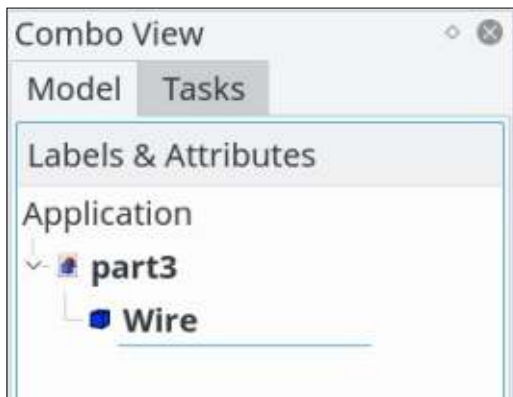 Combo View
Model Tasks
Labels & Attributes
Application
part3
Wire